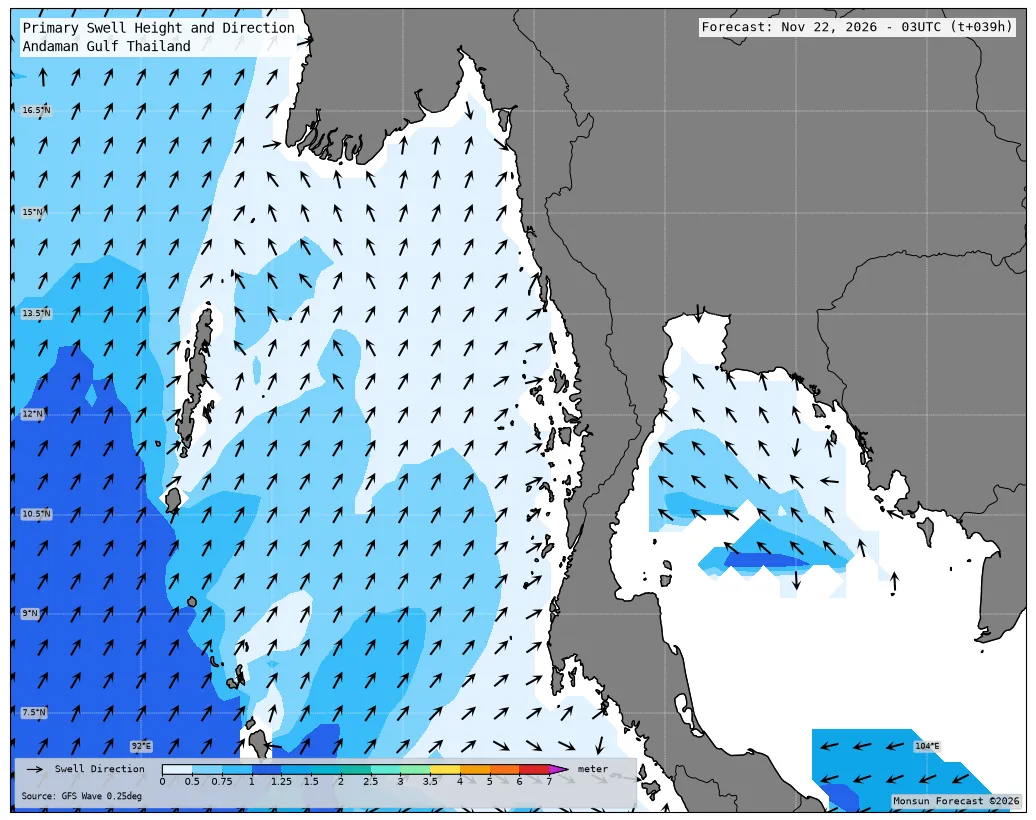 Primary Swell Height and Direction
Andaman Gulf Thailand
Forecast: Nov 22, 2026 - 03UTC (t+039h)
16.5°N
15°N
13.5°N
12°N
10.5°N
9°N
7.5°N
92°E
104°E
Swell Direction
0 0.5 0.75 1 1.25 1.5 2 2.5 3 3.5 4 5 6 7
meter
Source: GFS Wave 0.25deg
Monsun Forecast ©2026